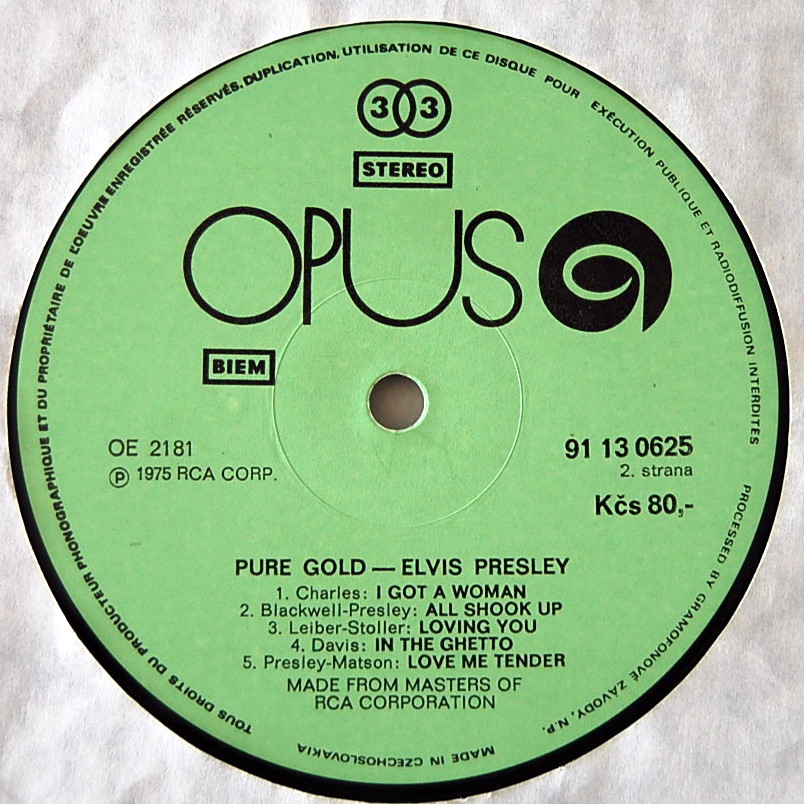 TOUS DROITS DU PRODUCTEUR PHONOGRAPHIQUE ET DU PROPRIÉTAIRE DE L'OEUVRE ENREGISTRÉE RÉSERVÉS. DUPLICATION, UTILISATION DE CE DISQUE POUR EXÉCUTION PUBLIQUE ET RADIODIFFUSION INTERDITES
33
STEREO
OPUS
BIEM
OE 2181
℗ 1975 RCA CORP.
91 13 0625
2. strana
Kčs 80,-
PURE GOLD — ELVIS PRESLEY
1. Charles: I GOT A WOMAN
2. Blackwell-Presley: ALL SHOOK UP
3. Leiber-Stoller: LOVING YOU
4. Davis: IN THE GHETTO
5. Presley-Matson: LOVE ME TENDER
MADE FROM MASTERS OF
RCA CORPORATION
PROCESSED BY GRAMOFONOVÉ ZÁVODY, N.P.
MADE IN CZECHOSLOVAKIA